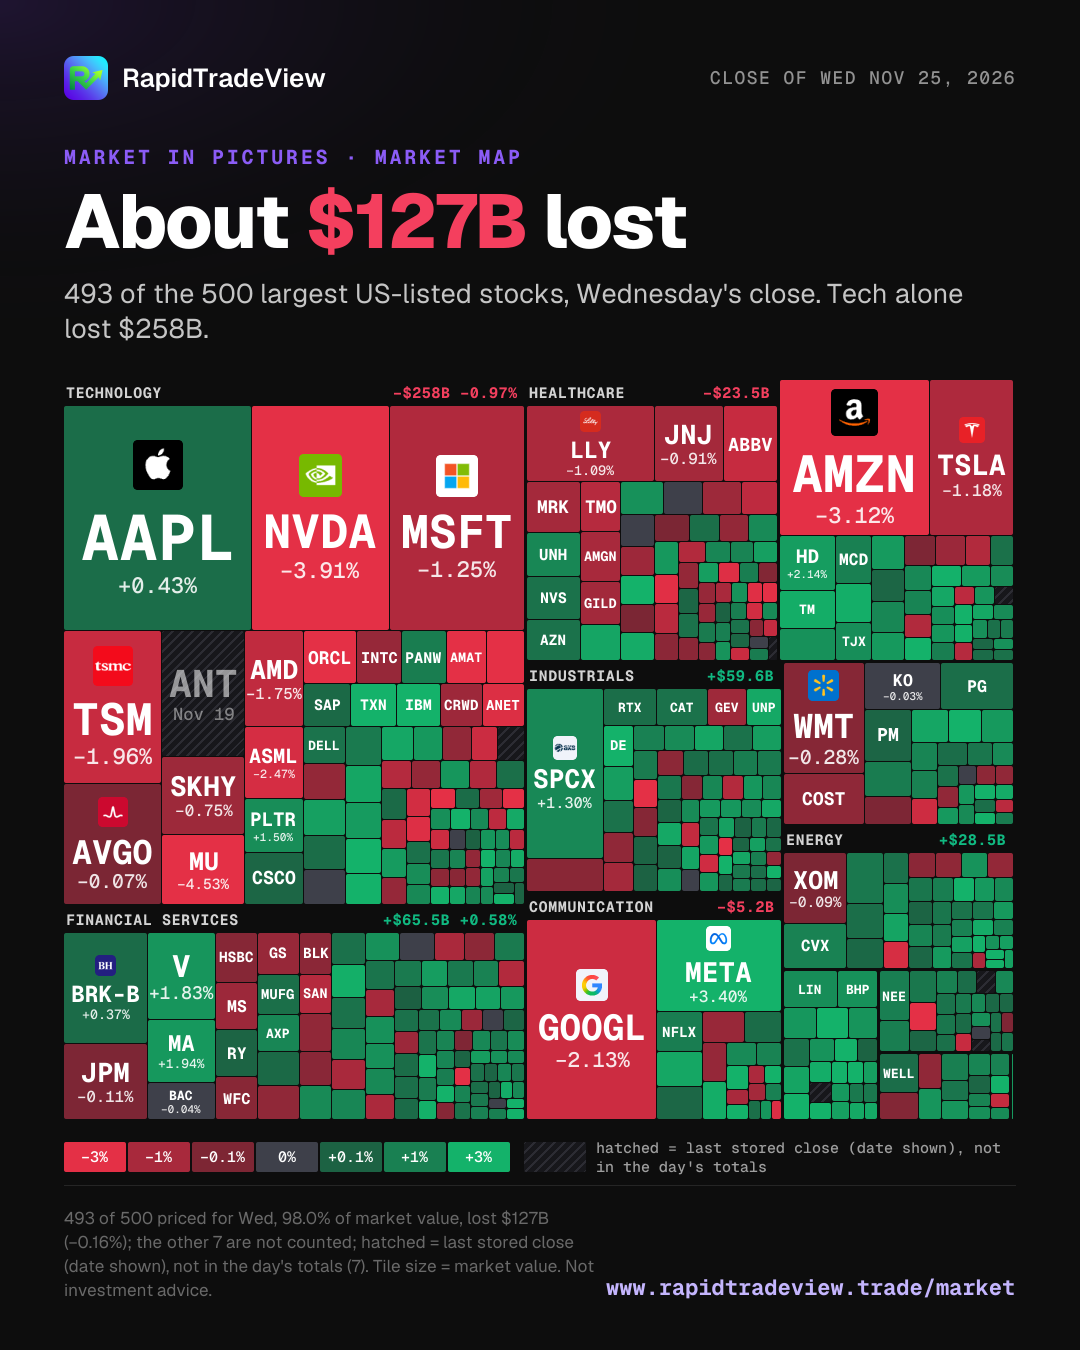 RapidTradeView
CLOSE OF WED NOV 25, 2026
MARKET IN PICTURES · MARKET MAP
About $127B lost
493 of the 500 largest US-listed stocks, Wednesday's close. Tech alone
lost $258B.
TECHNOLOGY −$258B −0.97%
AAPL
+0.43%
NVDA
−3.91%
MSFT
−1.25%
tsmc
TSM
−1.96%
ANT
Nov 19
AMD
−1.75%
ORCL
INTC
PANW
AMAT
SAP
TXN
IBM
CRWD
ANET
AVGO
−0.07%
SKHY
−0.75%
MU
−4.53%
ASML
−2.47%
DELL
PLTR
+1.50%
CSCO
FINANCIAL SERVICES +$65.5B +0.58%
BH
BRK-B
+0.37%
V
+1.83%
JPM
−0.11%
MA
+1.94%
BAC
−0.04%
HSBC
GS
BLK
MS
MUFG
SAN
RY
AXP
WFC
HEALTHCARE −$23.5B
Lilly
LLY
−1.09%
JNJ
−0.91%
ABBV
MRK
TMO
UNH
AMGN
NVS
GILD
AZN
INDUSTRIALS +$59.6B
SPCX
+1.30%
RTX
CAT
GEV
UNP
DE
COMMUNICATION −$5.2B
GOOGL
−2.13%
META
+3.40%
NFLX
a
AMZN
−3.12%
TSLA
−1.18%
HD
+2.14%
MCD
TM
TJX
WMT
−0.28%
KO
−0.03%
PG
PM
COST
ENERGY +$28.5B
XOM
−0.09%
CVX
LIN
BHP
NEE
WELL
−3%
−1%
−0.1%
0%
+0.1%
+1%
+3%
hatched = last stored close (date shown), not
in the day's totals
493 of 500 priced for Wed, 98.0% of market value, lost $127B
(−0.16%); the other 7 are not counted; hatched = last stored close
(date shown), not in the day's totals (7). Tile size = market value. Not
investment advice.
www.rapidtradeview.trade/market